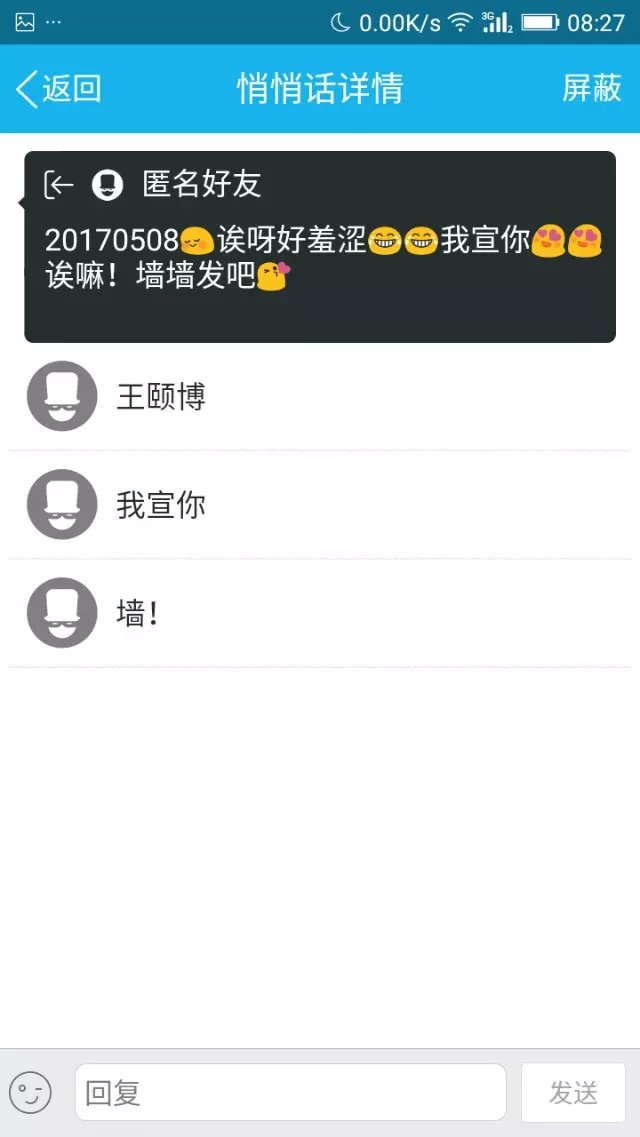 0.00K/s 3G 2 08:27
返回 悄悄话详情 屏蔽
匿名好友
20170508😌诶呀好羞涩😁😁我宣你😍😍
诶嘛！墙墙发吧😘
王颐博
我宣你
墙！
回复 发送